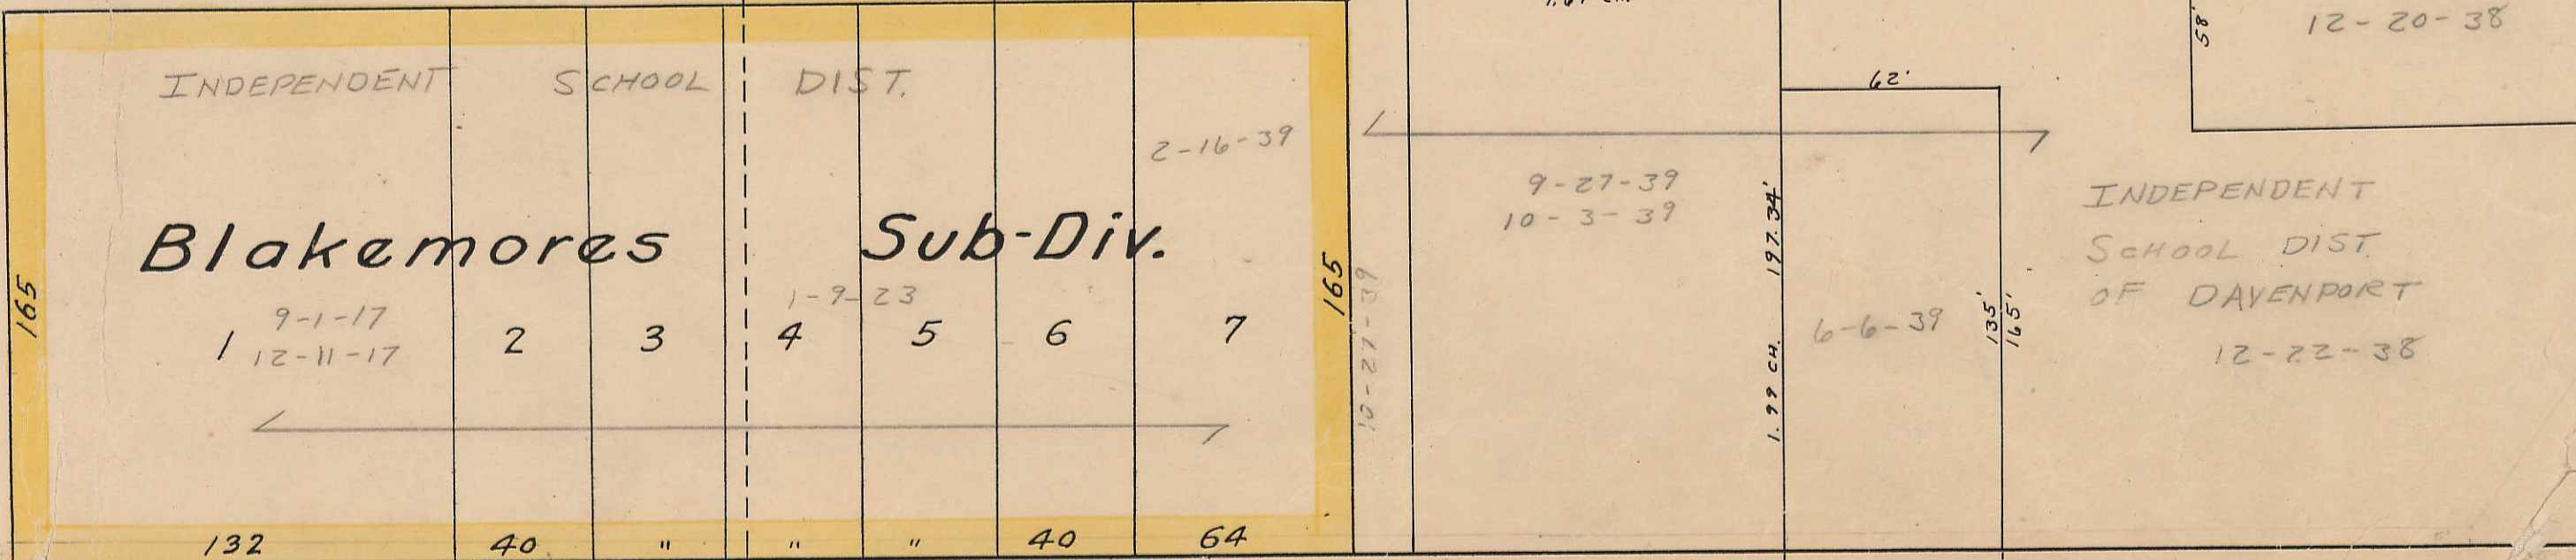 INDEPENDENT SCHOOL DIST.
2-16-39
Blakemores Sub-Div.
165
165
1-9-23
9-1-17
12-11-17
1 2 3 4 5 6 7
132 40 " " " 40 64
10-27-39
9-27-39
10-3-39
1.99 CH. 197.34'
62'
6-6-39
135'
165'
58'
12-20-38
INDEPENDENT
SCHOOL DIST.
OF DAVENPORT
12-22-38